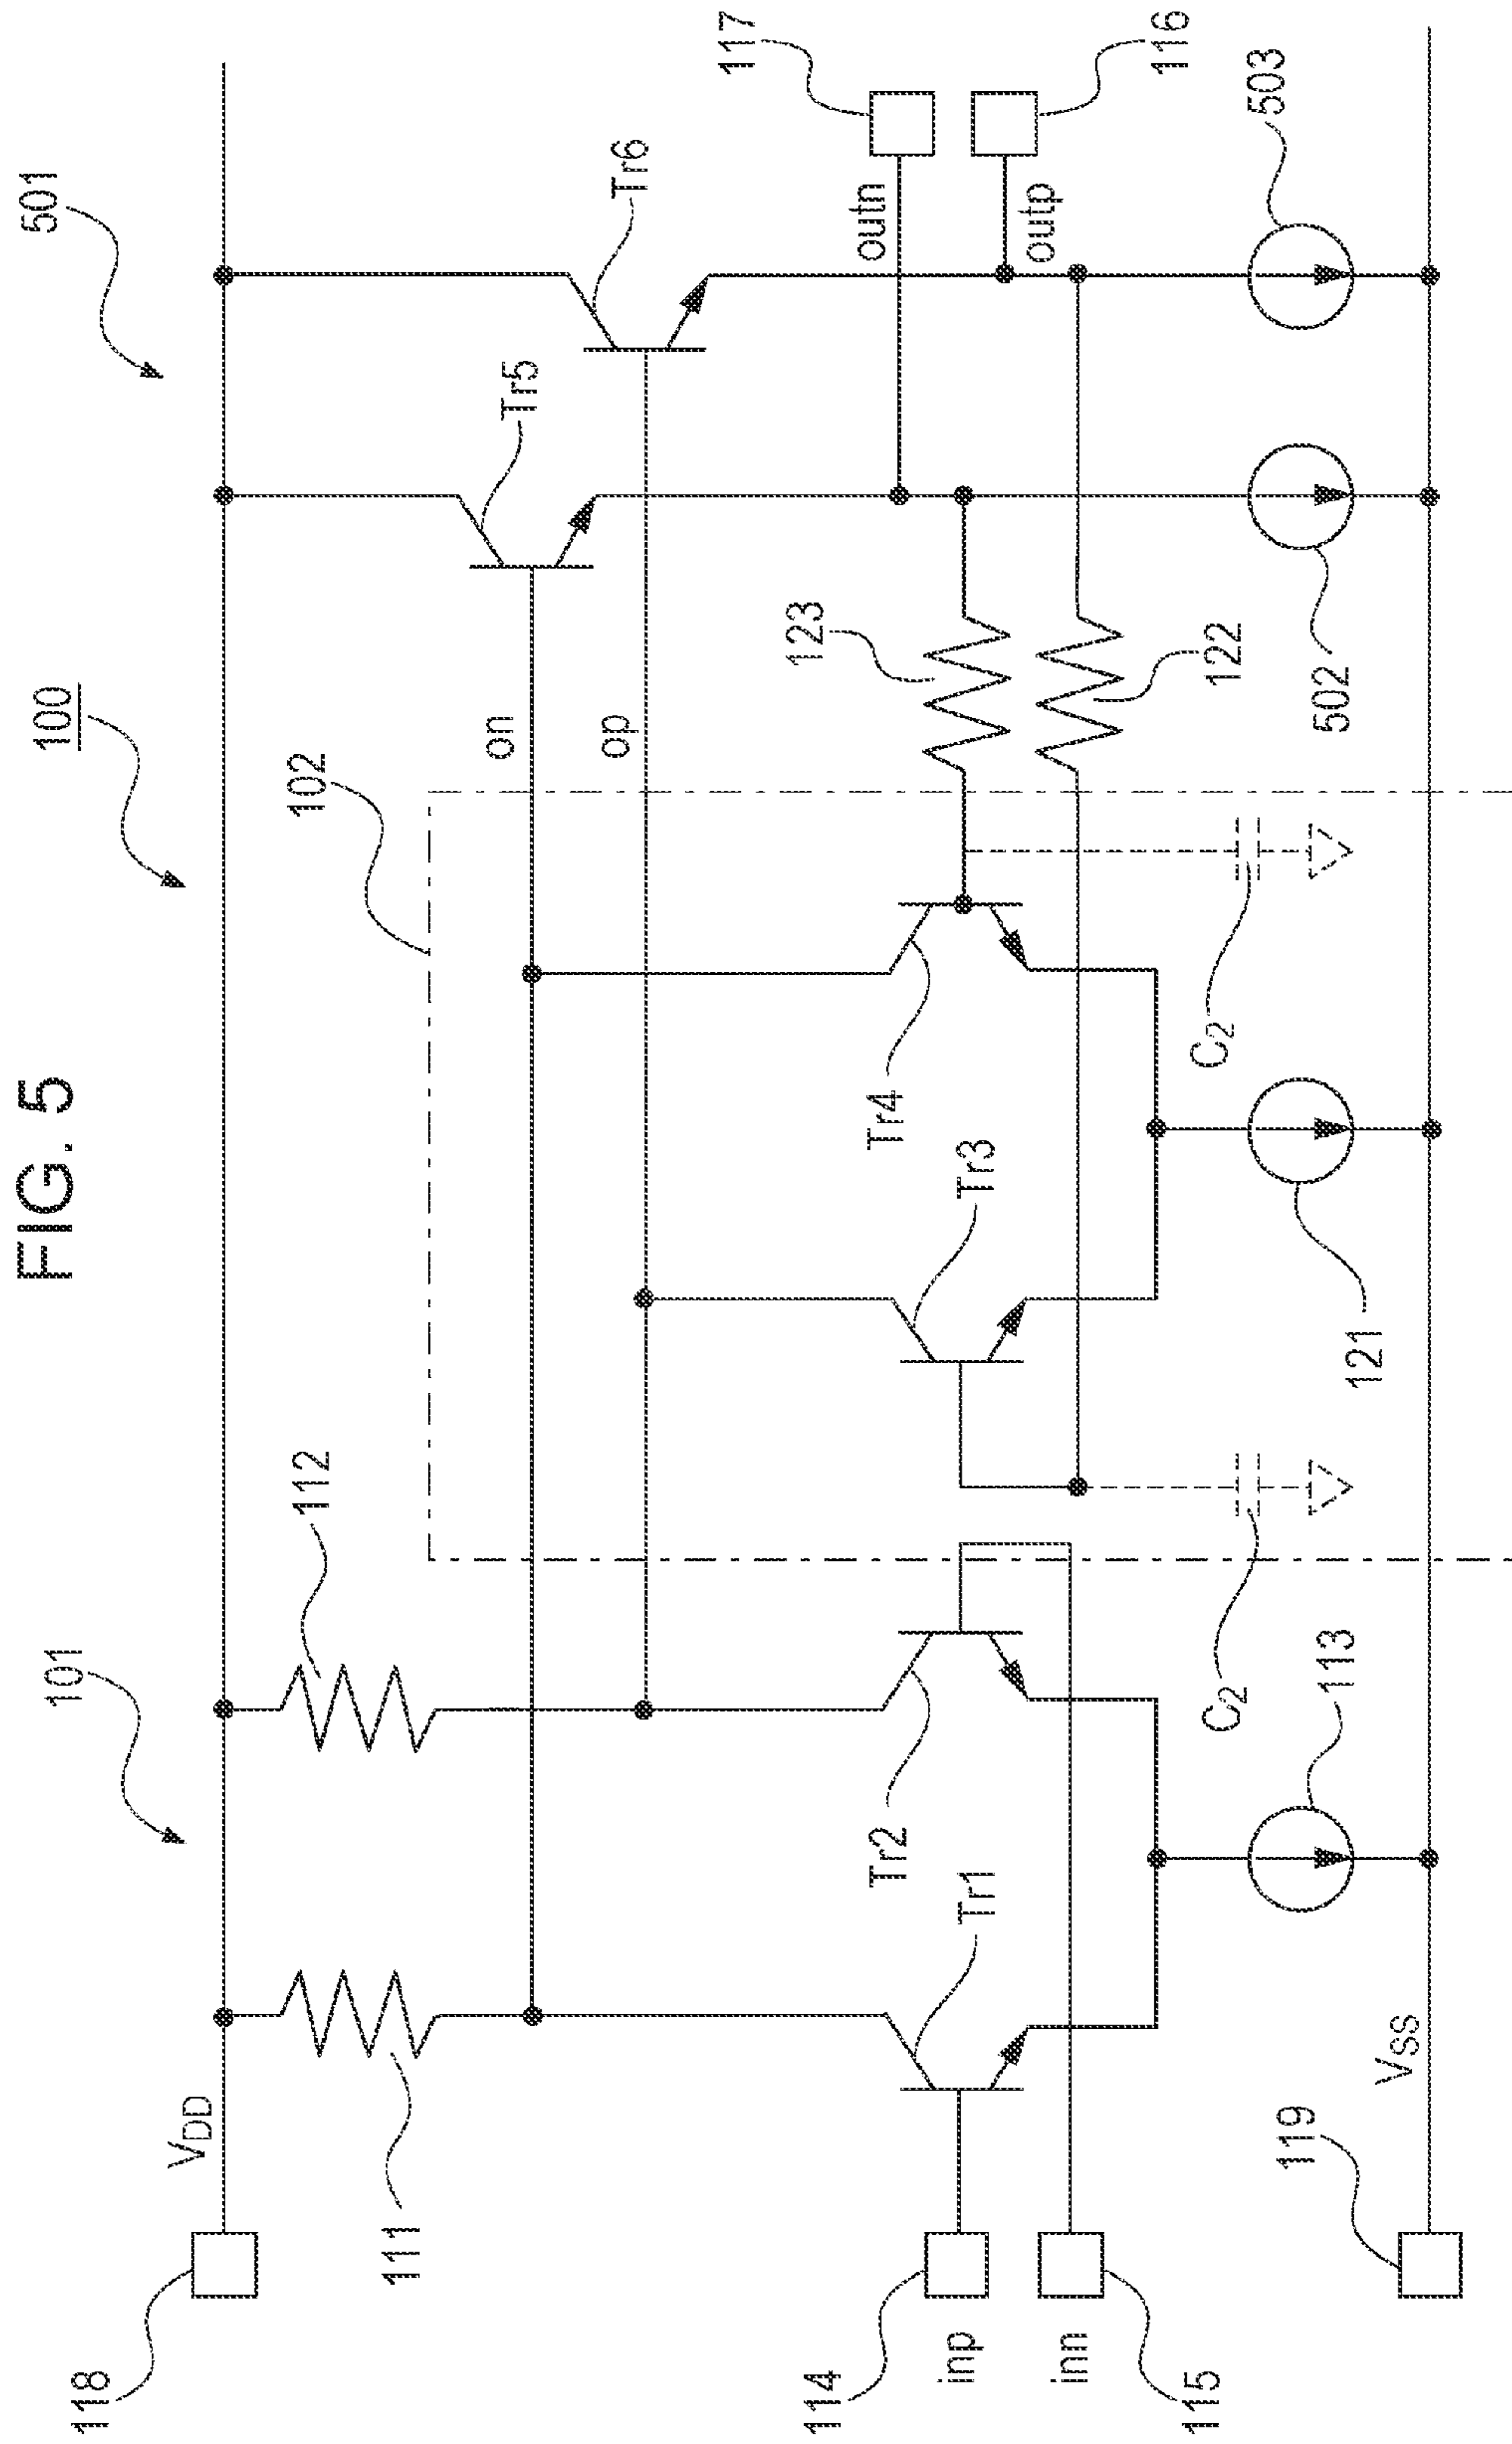 FIG. 5
100
101
102
501
118
VDD
111
112
on
op
Tr5
Tr6
117
116
outn
outp
123
122
Tr1
Tr2
Tr3
Tr4
114
inp
inn
115
C2
C2
113
121
502
503
119
VSS